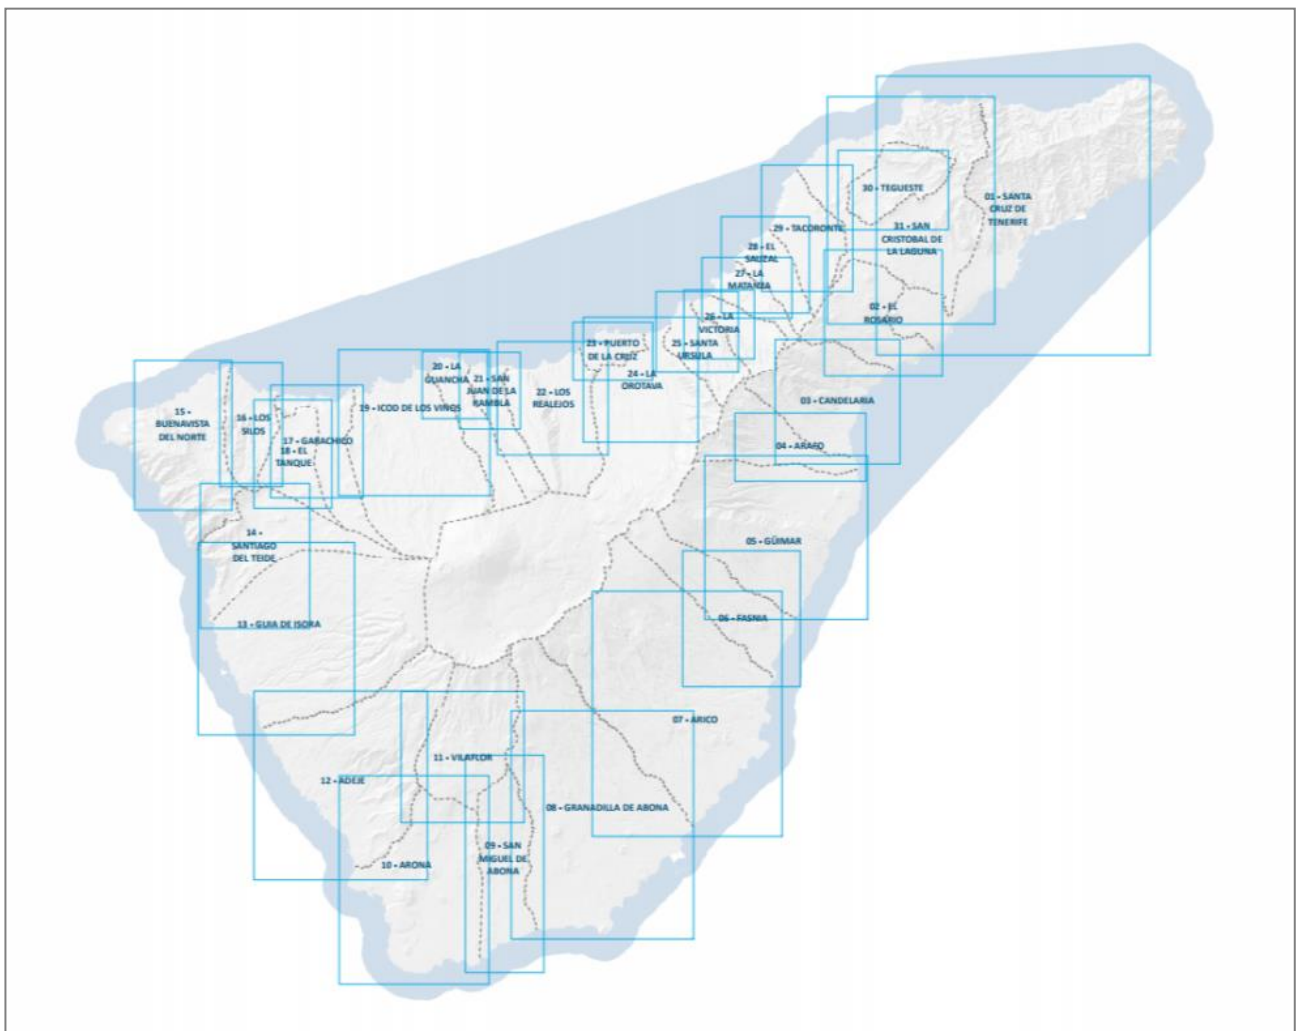 30 - TEGUESTE
01 - SANTA
CRUZ DE
TENERIFE
29 - TACORONTE
31 - SAN
CRISTOBAL DE
LA LAGUNA
28 - EL
SAUZAL
27 - LA
MATANZA
02 - EL
ROSARIO
26 - LA
VICTORIA
25 - SANTA
URSULA
23 - PUERTO
DE LA CRUZ
24 - LA
OROTAVA
20 - LA
GUANCHA
21 - SAN
JUAN DE LA
RAMBLA
22 - LOS
REALEJOS
19 - ICOD DE LOS VINOS
03 - CANDELARIA
15 -
BUENAVISTA
DEL NORTE
16 - LOS
SILOS
17 - GARACHICO
18 - EL
TANQUE
04 - ARAFO
14 -
SANTIAGO
DEL TEIDE
05 - GÜIMAR
13 - GUIA DE ISORA
06 - FASNIA
07 - ARICO
11 - VILAFLOR
12 - ADEJE
08 - GRANADILLA DE ABONA
09 - SAN
MIGUEL DE
ABONA
10 - ARONA